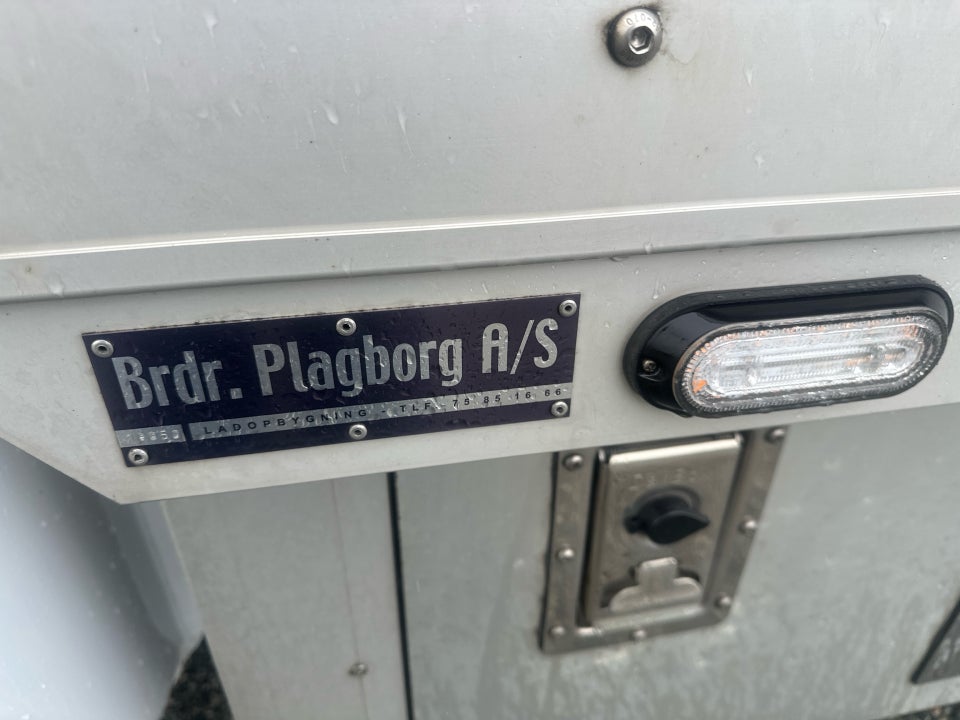 Brdr. Plagborg A/S
LADOPBYGNING - TLF. 75 85 16 66